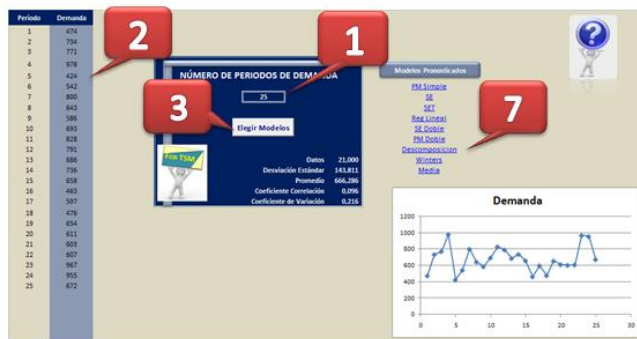 Periodo Demanda
1 474
2 734
3 771
4 978
5 424
6 542
7 800
8 643
9 586
10 693
11 828
12 791
13 686
14 736
15 658
16 463
17 597
18 476
19 654
20 611
21 603
22 607
23 967
24 955
25 672
2
1
3
7
NÚMERO DE PERIODOS DE DEMANDA
25
Elegir Modelos
FOR TSM
Datos 21,000
Desviación Estándar 143,811
Promedio 666,286
Coeficiente Correlación 0,096
Coeficiente de Variación 0,216
Modelos Pronosticados
PM Simple
SE
SET
Reg Lineal
SE Doble
PM Doble
Descomposicion
Winters
Media
?
Demanda
1200
1000
800
600
400
200
0
0 5 10 15 20 25 30